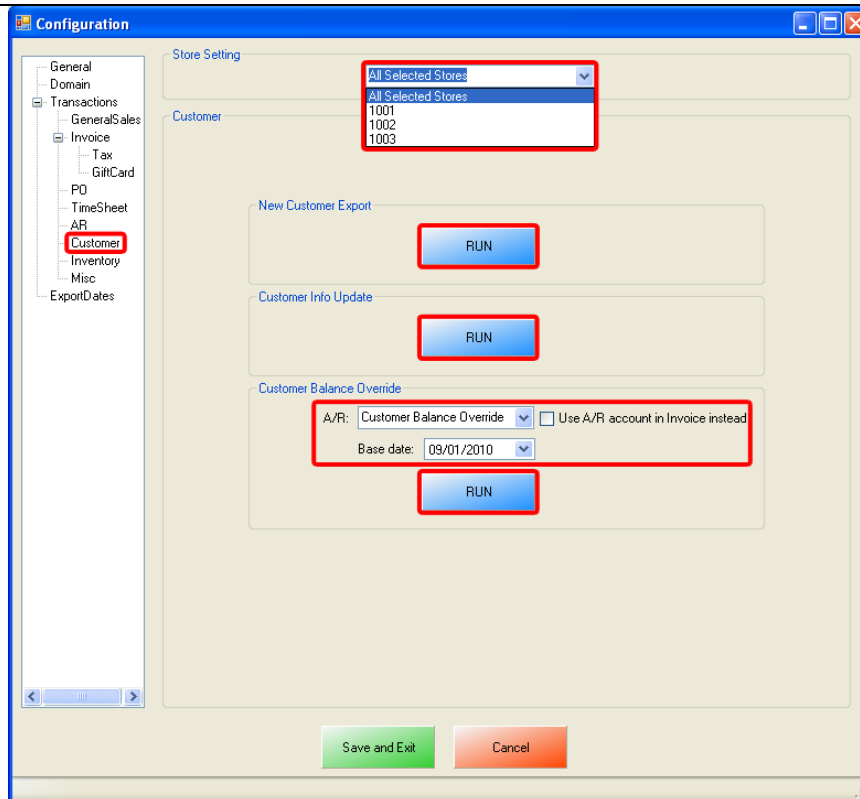 Configuration
General
Domain
Transactions
GeneralSales
Invoice
Tax
GiftCard
PO
TimeSheet
AR
Customer
Inventory
Misc
ExportDates
Store Setting
All Selected Stores
All Selected Stores
1001
1002
1003
Customer
New Customer Export
RUN
Customer Info Update
RUN
Customer Balance Override
A/R: Customer Balance Override Use A/R account in Invoice instead
Base date: 09/01/2010
RUN
Save and Exit Cancel